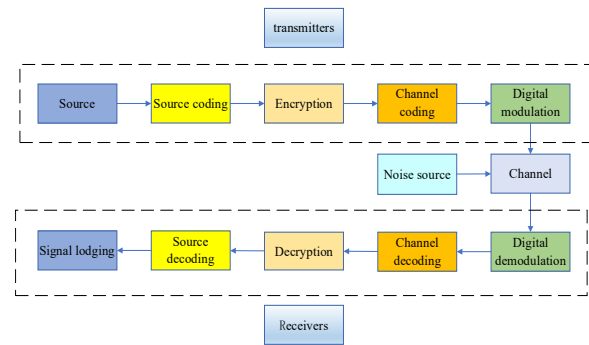 transmitters
Source
Source coding
Encryption
Channel
coding
Digital
modulation
Noise source
Channel
Signal lodging
Source
decoding
Decryption
Channel
decoding
Digital
demodulation
Receivers